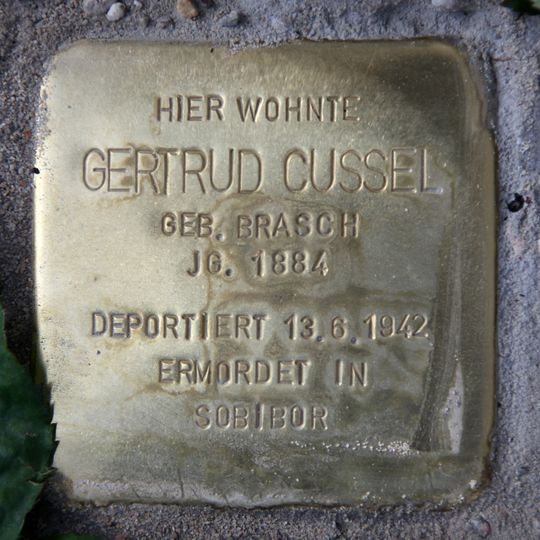 HIER WOHNTE
GERTRUD CUSSEL
GEB. BRASCH
JG. 1884
DEPORTIERT 13.6.1942
ERMORDET IN
SOBIBOR